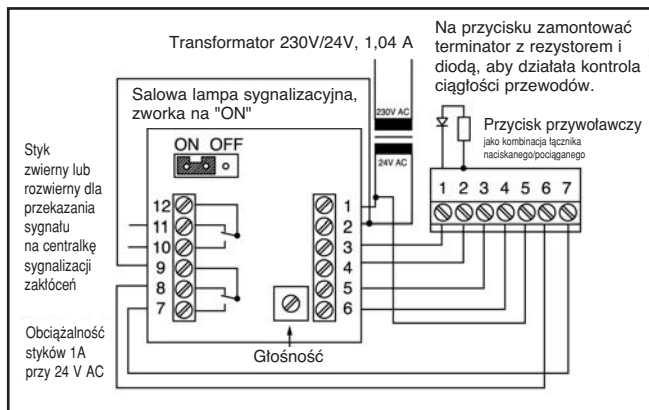 Transformator 230V/24V, 1,04 A
Na przycisku zamontować
terminator z rezystorem i
diodą, aby działała kontrola
ciągłości przewodów.
Salowa lampa sygnalizacyjna,
zworka na "ON"
230V AC
24V AC
Przycisk przywoławczy
jako kombinacja łącznika
naciskanego/pociąganego
ON OFF
Styk
zwierny lub
rozwierny dla
przekazania
sygnału
na centralkę
sygnalizacji
zakłóceń
12
11
10
9
8
7
1
2
3
4
5
6
1 2 3 4 5 6 7
Obciążalność
styków 1A
przy 24 V AC
Głośność